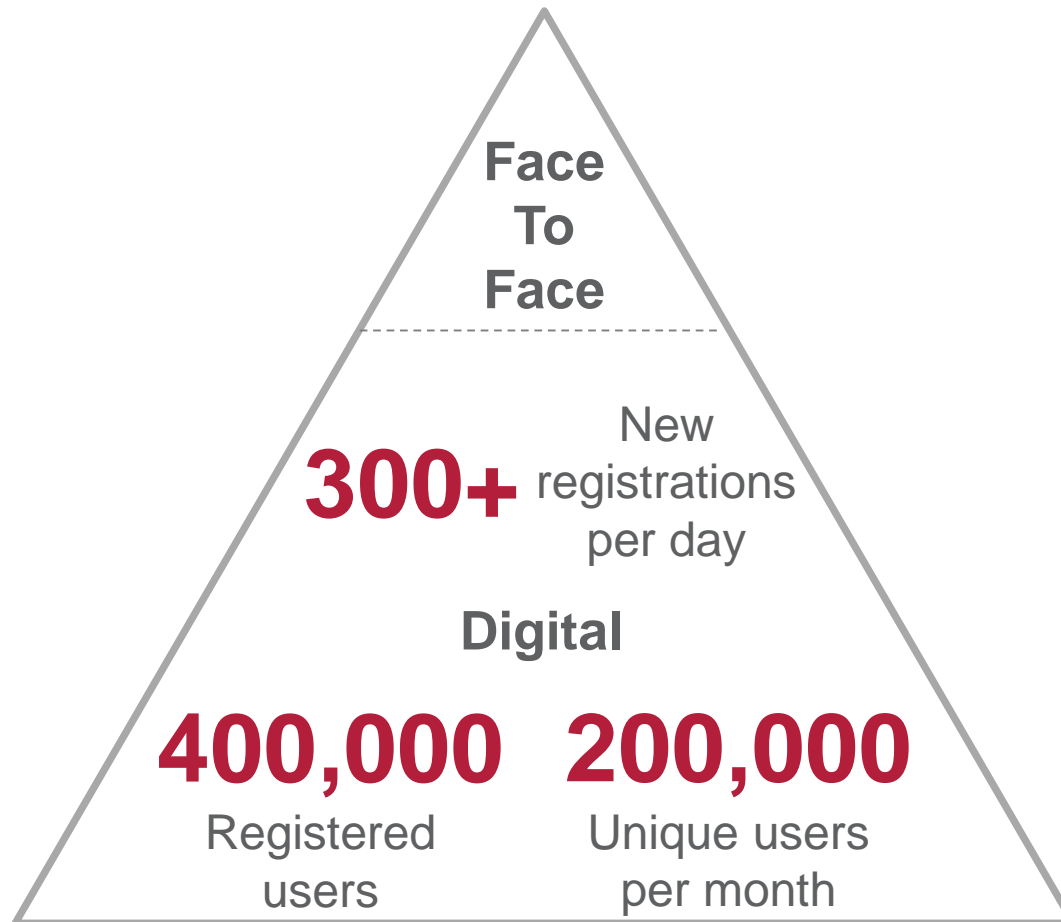 Face
To
Face
300+
New
registrations
per day
Digital
400,000
Registered
users
200,000
Unique users
per month